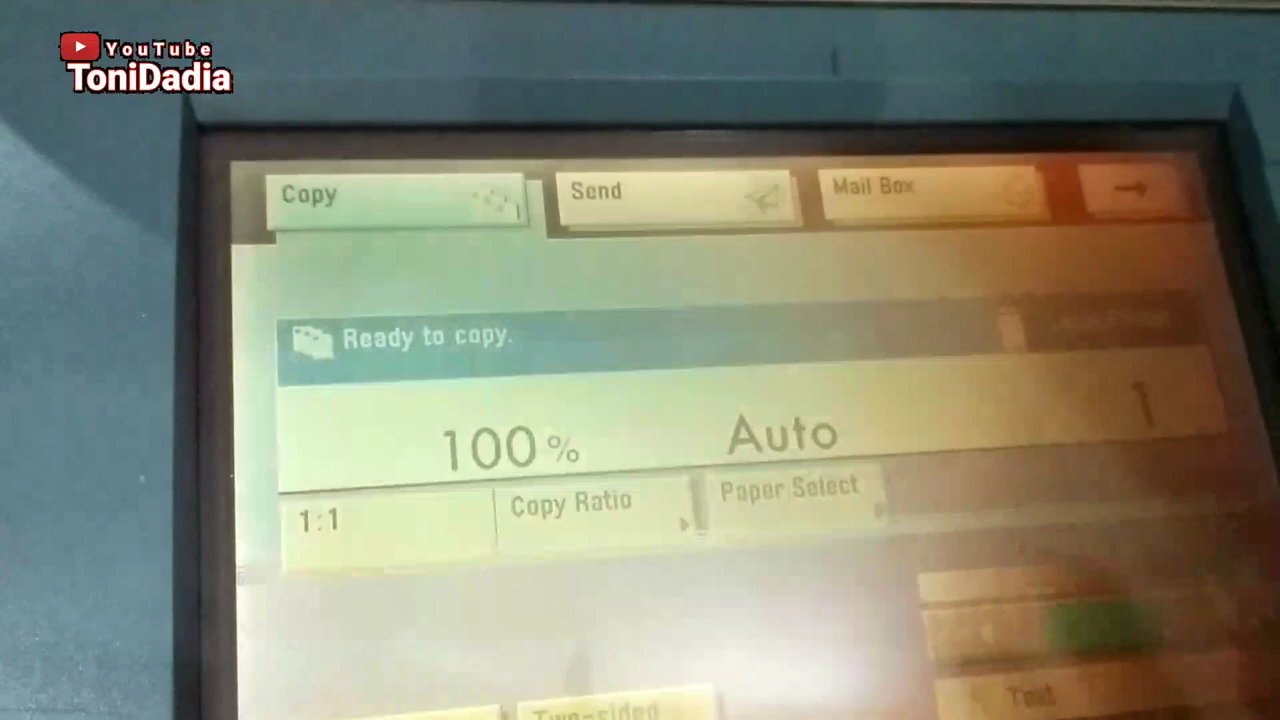 YouTube
ToniDadia
Copy
Send
Mail Box
Ready to copy.
100 %
Auto
1
1:1
Copy Ratio
Paper Select
Two-sided
Text